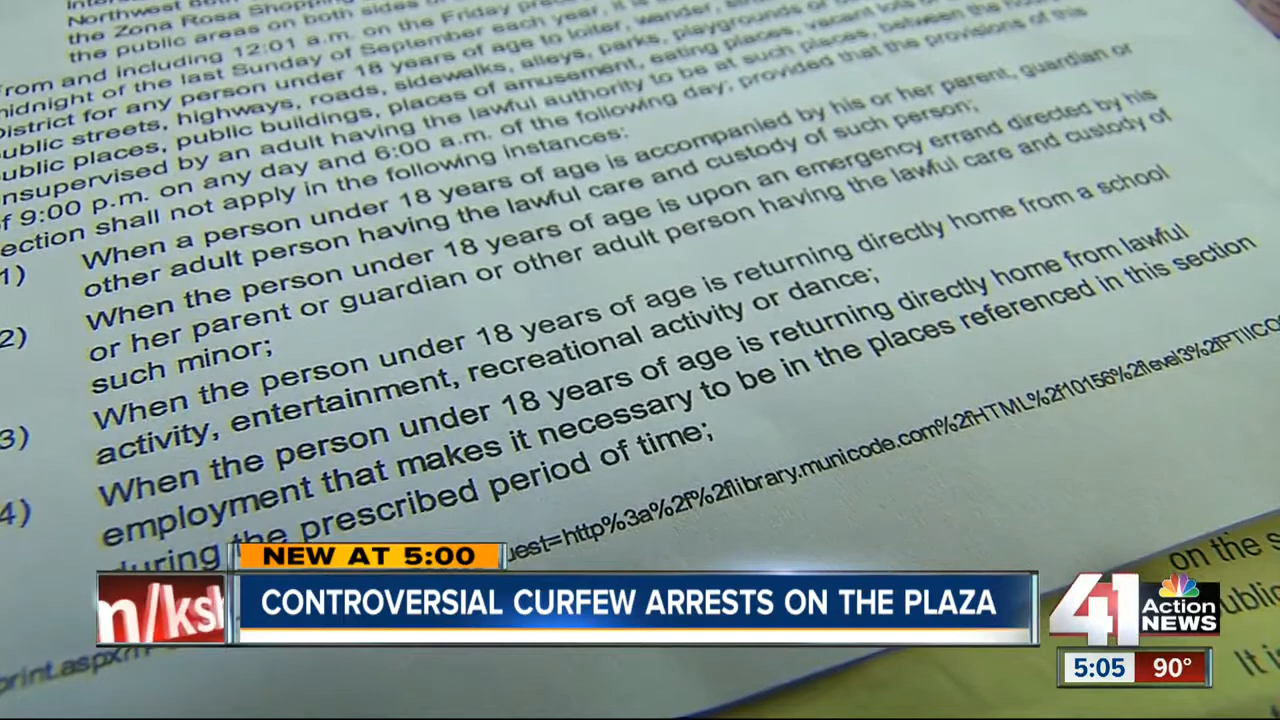 Northwest
the Zona Rosa Shopping
the public areas on both sides of
from and including 12:01 a.m. on the Friday
midnight of the last Sunday of September each year, it is
District for any person under 18 years of age to loiter, wander,
public streets, highways, roads, sidewalks, alleys, parks, playgrounds or
public places, public buildings, places of amusement, eating places, vacant lots or
unsupervised by an adult having the lawful authority to be at such places, between the hours
of 9:00 p.m. on any day and 6:00 a.m. of the following day; provided that the provisions of this
ection shall not apply in the following instances:
1) When a person under 18 years of age is accompanied by his or her parent, guardian or
other adult person having the lawful care and custody of such person;
2) When the person under 18 years of age is upon an emergency errand directed by his
or her parent or guardian or other adult person having the lawful care and custody of
such minor;
3) When the person under 18 years of age is returning directly home from a school
activity, entertainment, recreational activity or dance;
4) When the person under 18 years of age is returning directly home from lawful
employment that makes it necessary to be in the places referenced in this section
during the prescribed period of time;
print.aspx?
uest=http%3a%2f%2flibrary.municode.com%2fHTML%2f10156%2flevel3%2fPTIICO
on the s
ublic
It is
NEW AT 5:00
m/ksh
CONTROVERSIAL CURFEW ARRESTS ON THE PLAZA
41 Action NEWS
5:05 90°